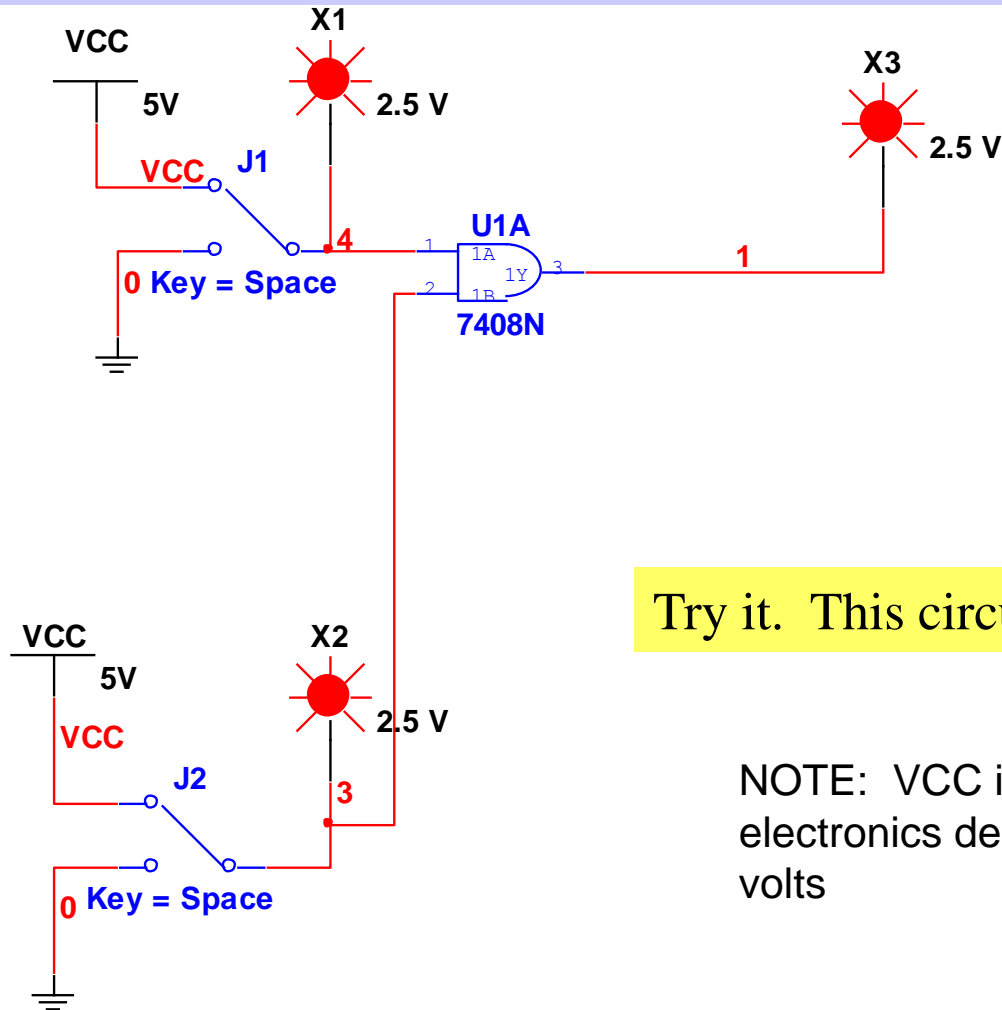 X1
VCC
X3
5V
2.5 V
2.5 V
VCC
J1
4
U1A
1
1A
1Y
3
1
0 Key = Space
2
1B
7408N
Try it. This circu
VCC
X2
5V
2.5 V
VCC
J2
3
NOTE: VCC i
electronics de
volts
0 Key = Space